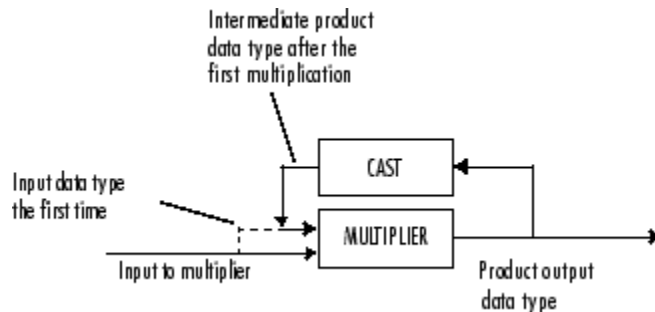 Intermediate product
data type after the
first multiplication
CAST
Input data type
the first time
MULTIPLIER
Input to multiplier
Product output
data type